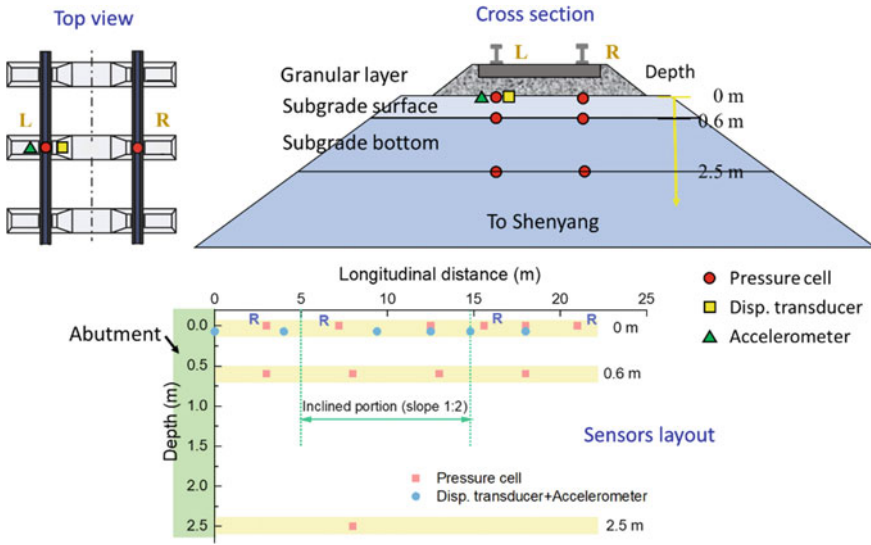 Top view
Cross section
L
R
Granular layer
Depth
L
R
Subgrade surface
0 m
0.6 m
Subgrade bottom
2.5 m
To Shenyang
Longitudinal distance (m)
0
5
10
15
20
25
Pressure cell
Disp. transducer
Accelerometer
Abutment
R
R
R
R
0.0
0 m
0.5
0.6 m
1.0
Inclined portion (slope 1:2)
1.5
Sensors layout
Depth (m)
2.0
Pressure cell
Disp. transducer+Accelerometer
2.5
2.5 m